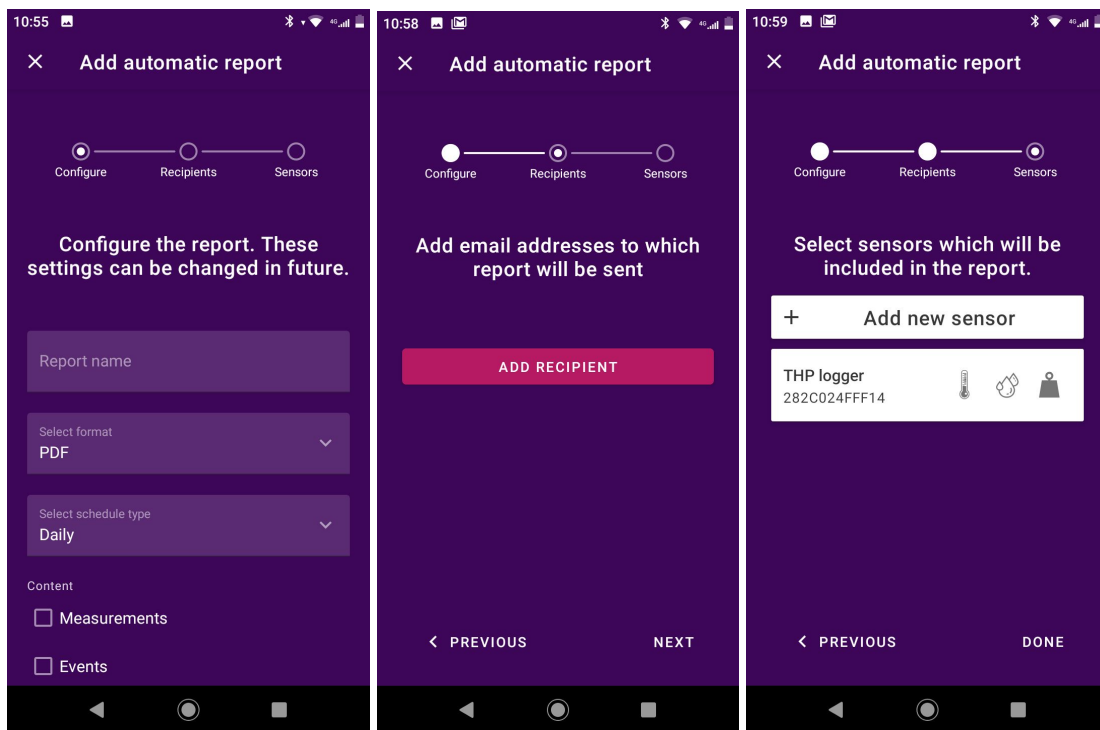 10:55
4G
Add automatic report
Configure
Recipients
Sensors
Configure the report. These
settings can be changed in future.
Report name
Select format
PDF
Select schedule type
Daily
Content
Measurements
Events
10:58
4G
Add automatic report
Configure
Recipients
Sensors
Add email addresses to which
report will be sent
ADD RECIPIENT
PREVIOUS
NEXT
10:59
4G
Add automatic report
Configure
Recipients
Sensors
Select sensors which will be
included in the report.
+ Add new sensor
THP logger
282C024FFF14
PREVIOUS
DONE